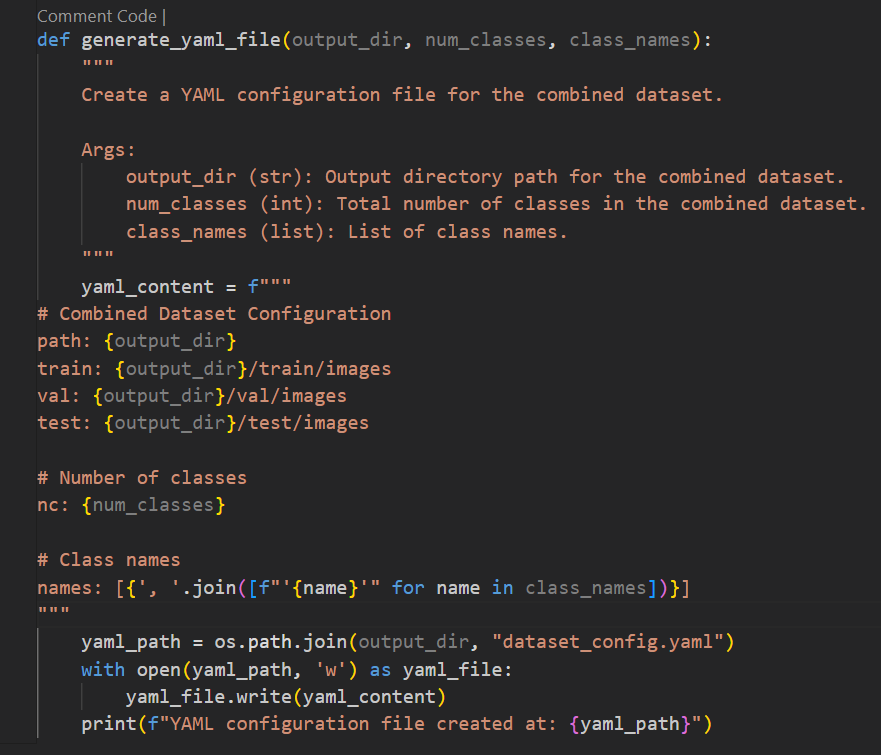 Comment Code |
def generate_yaml_file(output_dir, num_classes, class_names):
    """
    Create a YAML configuration file for the combined dataset.

    Args:
        output_dir (str): Output directory path for the combined dataset.
        num_classes (int): Total number of classes in the combined dataset.
        class_names (list): List of class names.
    """
    yaml_content = f"""
# Combined Dataset Configuration
path: {output_dir}
train: {output_dir}/train/images
val: {output_dir}/val/images
test: {output_dir}/test/images

# Number of classes
nc: {num_classes}

# Class names
names: [{', '.join([f"'{name}'" for name in class_names])}]
"""
    yaml_path = os.path.join(output_dir, "dataset_config.yaml")
    with open(yaml_path, 'w') as yaml_file:
        yaml_file.write(yaml_content)
    print(f"YAML configuration file created at: {yaml_path}")